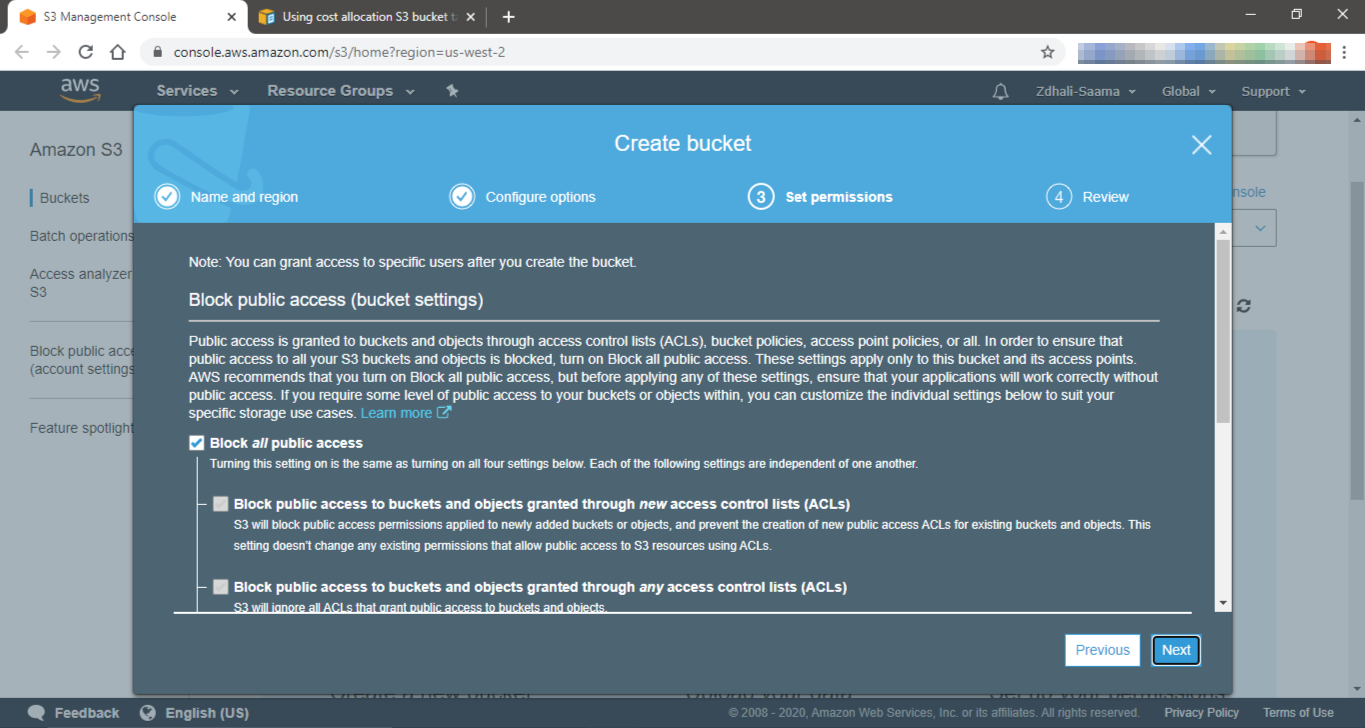 S3 Management Console
Using cost allocation S3 bucket t
console.aws.amazon.com/s3/home?region=us-west-2
aws
Services
Resource Groups
Zdhali-Saama
Global
Support
Amazon S3
Buckets
Batch operations
Access analyzer
S3
Block public acce
(account settings
Feature spotlight
nsole
Create bucket
Name and region
Configure options
3 Set permissions
4 Review
Note: You can grant access to specific users after you create the bucket.
Block public access (bucket settings)
Public access is granted to buckets and objects through access control lists (ACLs), bucket policies, access point policies, or all. In order to ensure that
public access to all your S3 buckets and objects is blocked, turn on Block all public access. These settings apply only to this bucket and its access points.
AWS recommends that you turn on Block all public access, but before applying any of these settings, ensure that your applications will work correctly without
public access. If you require some level of public access to your buckets or objects within, you can customize the individual settings below to suit your
specific storage use cases. Learn more
Block all public access
Turning this setting on is the same as turning on all four settings below. Each of the following settings are independent of one another.
Block public access to buckets and objects granted through new access control lists (ACLs)
S3 will block public access permissions applied to newly added buckets or objects, and prevent the creation of new public access ACLs for existing buckets and objects. This
setting doesn't change any existing permissions that allow public access to S3 resources using ACLs.
Block public access to buckets and objects granted through any access control lists (ACLs)
S3 will ignore all ACLs that grant public access to buckets and objects.
Previous
Next
Create a new bucket
Upload your data
Set up your permissions
Feedback
English (US)
© 2008 - 2020, Amazon Web Services, Inc. or its affiliates. All rights reserved.
Privacy Policy
Terms of Use